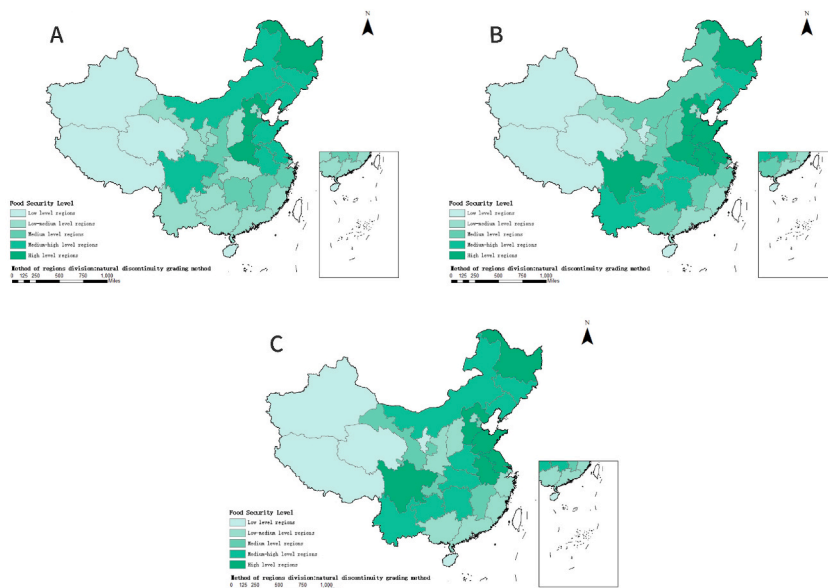 A
N
Food Security Level
Low level regions
Low-medium level regions
Medium level regions
Medium-high level regions
High level regions
Method of regions division:natural discontinuity grading method
0 125 250 500 750 1,000
Miles
B
N
Food Security Level
Low level regions
Low-medium level regions
Medium level regions
Medium-high level regions
High level regions
Method of regions division:natural discontinuity grading method
0 125 250 500 750 1,000
Miles
C
N
Food Security Level
Low level regions
Low-medium level regions
Medium level regions
Medium-high level regions
High level regions
Method of regions division:natural discontinuity grading method
0 125 250 500 750 1,000